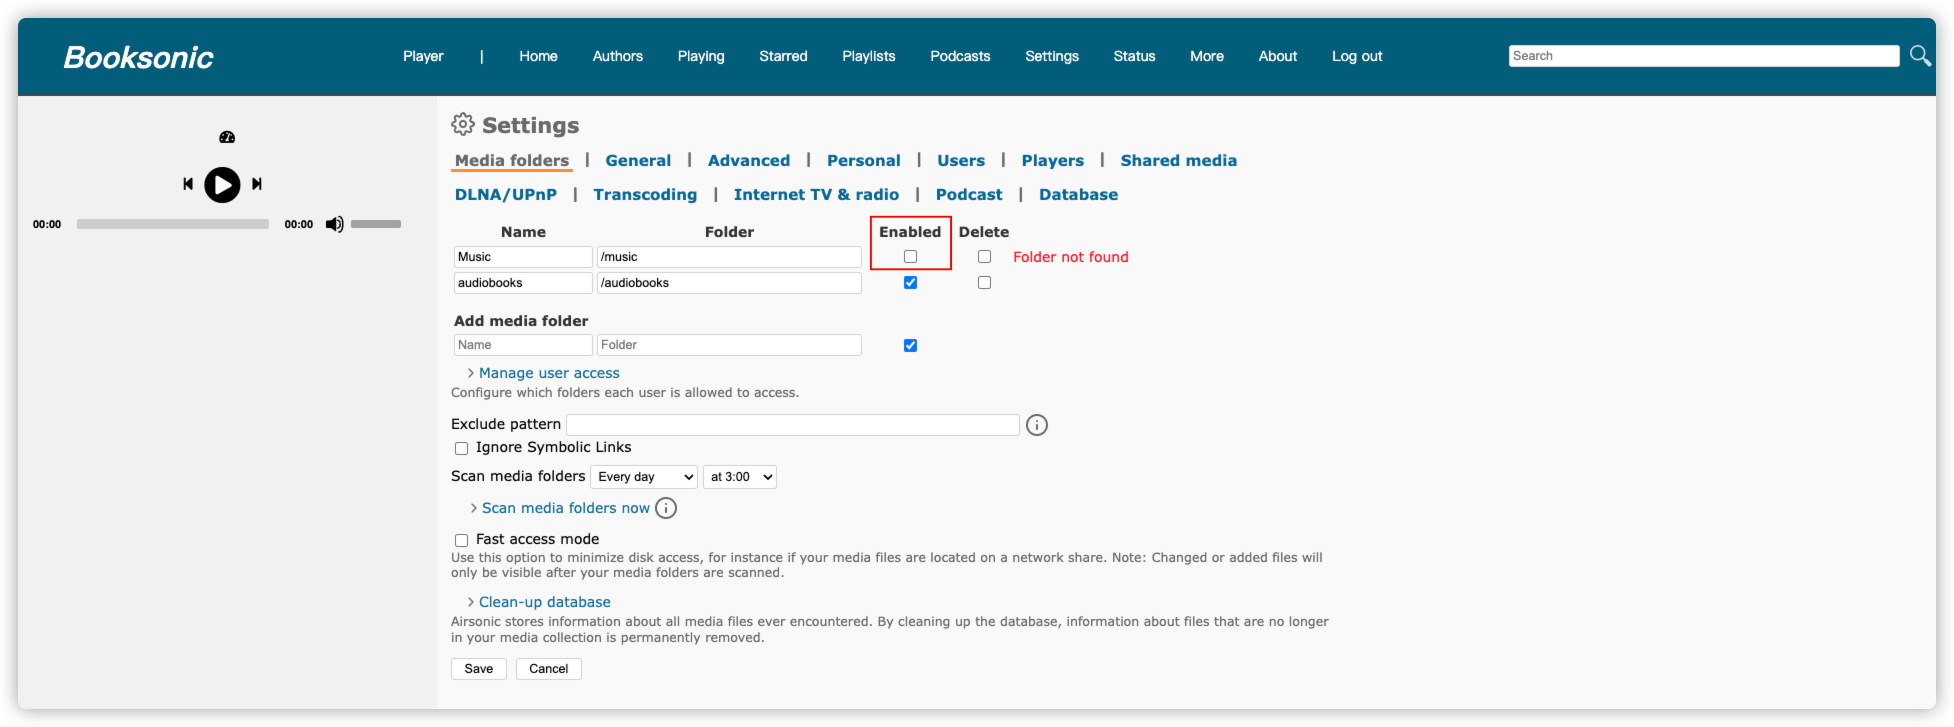 Booksonic
Player | Home Authors Playing Starred Playlists Podcasts Settings Status More About Log out
Search
Settings
Media folders | General | Advanced | Personal | Users | Players | Shared media
DLNA/UPnP | Transcoding | Internet TV & radio | Podcast | Database
00:00 00:00
Name Folder Enabled Delete
Music /music Folder not found
audiobooks /audiobooks
Add media folder
Name Folder
> Manage user access
Configure which folders each user is allowed to access.
Exclude pattern
Ignore Symbolic Links
Scan media folders Every day at 3:00
> Scan media folders now
Fast access mode
Use this option to minimize disk access, for instance if your media files are located on a network share. Note: Changed or added files will
only be visible after your media folders are scanned.
> Clean-up database
Airsonic stores information about all media files ever encountered. By cleaning up the database, information about files that are no longer
in your media collection is permanently removed.
Save Cancel